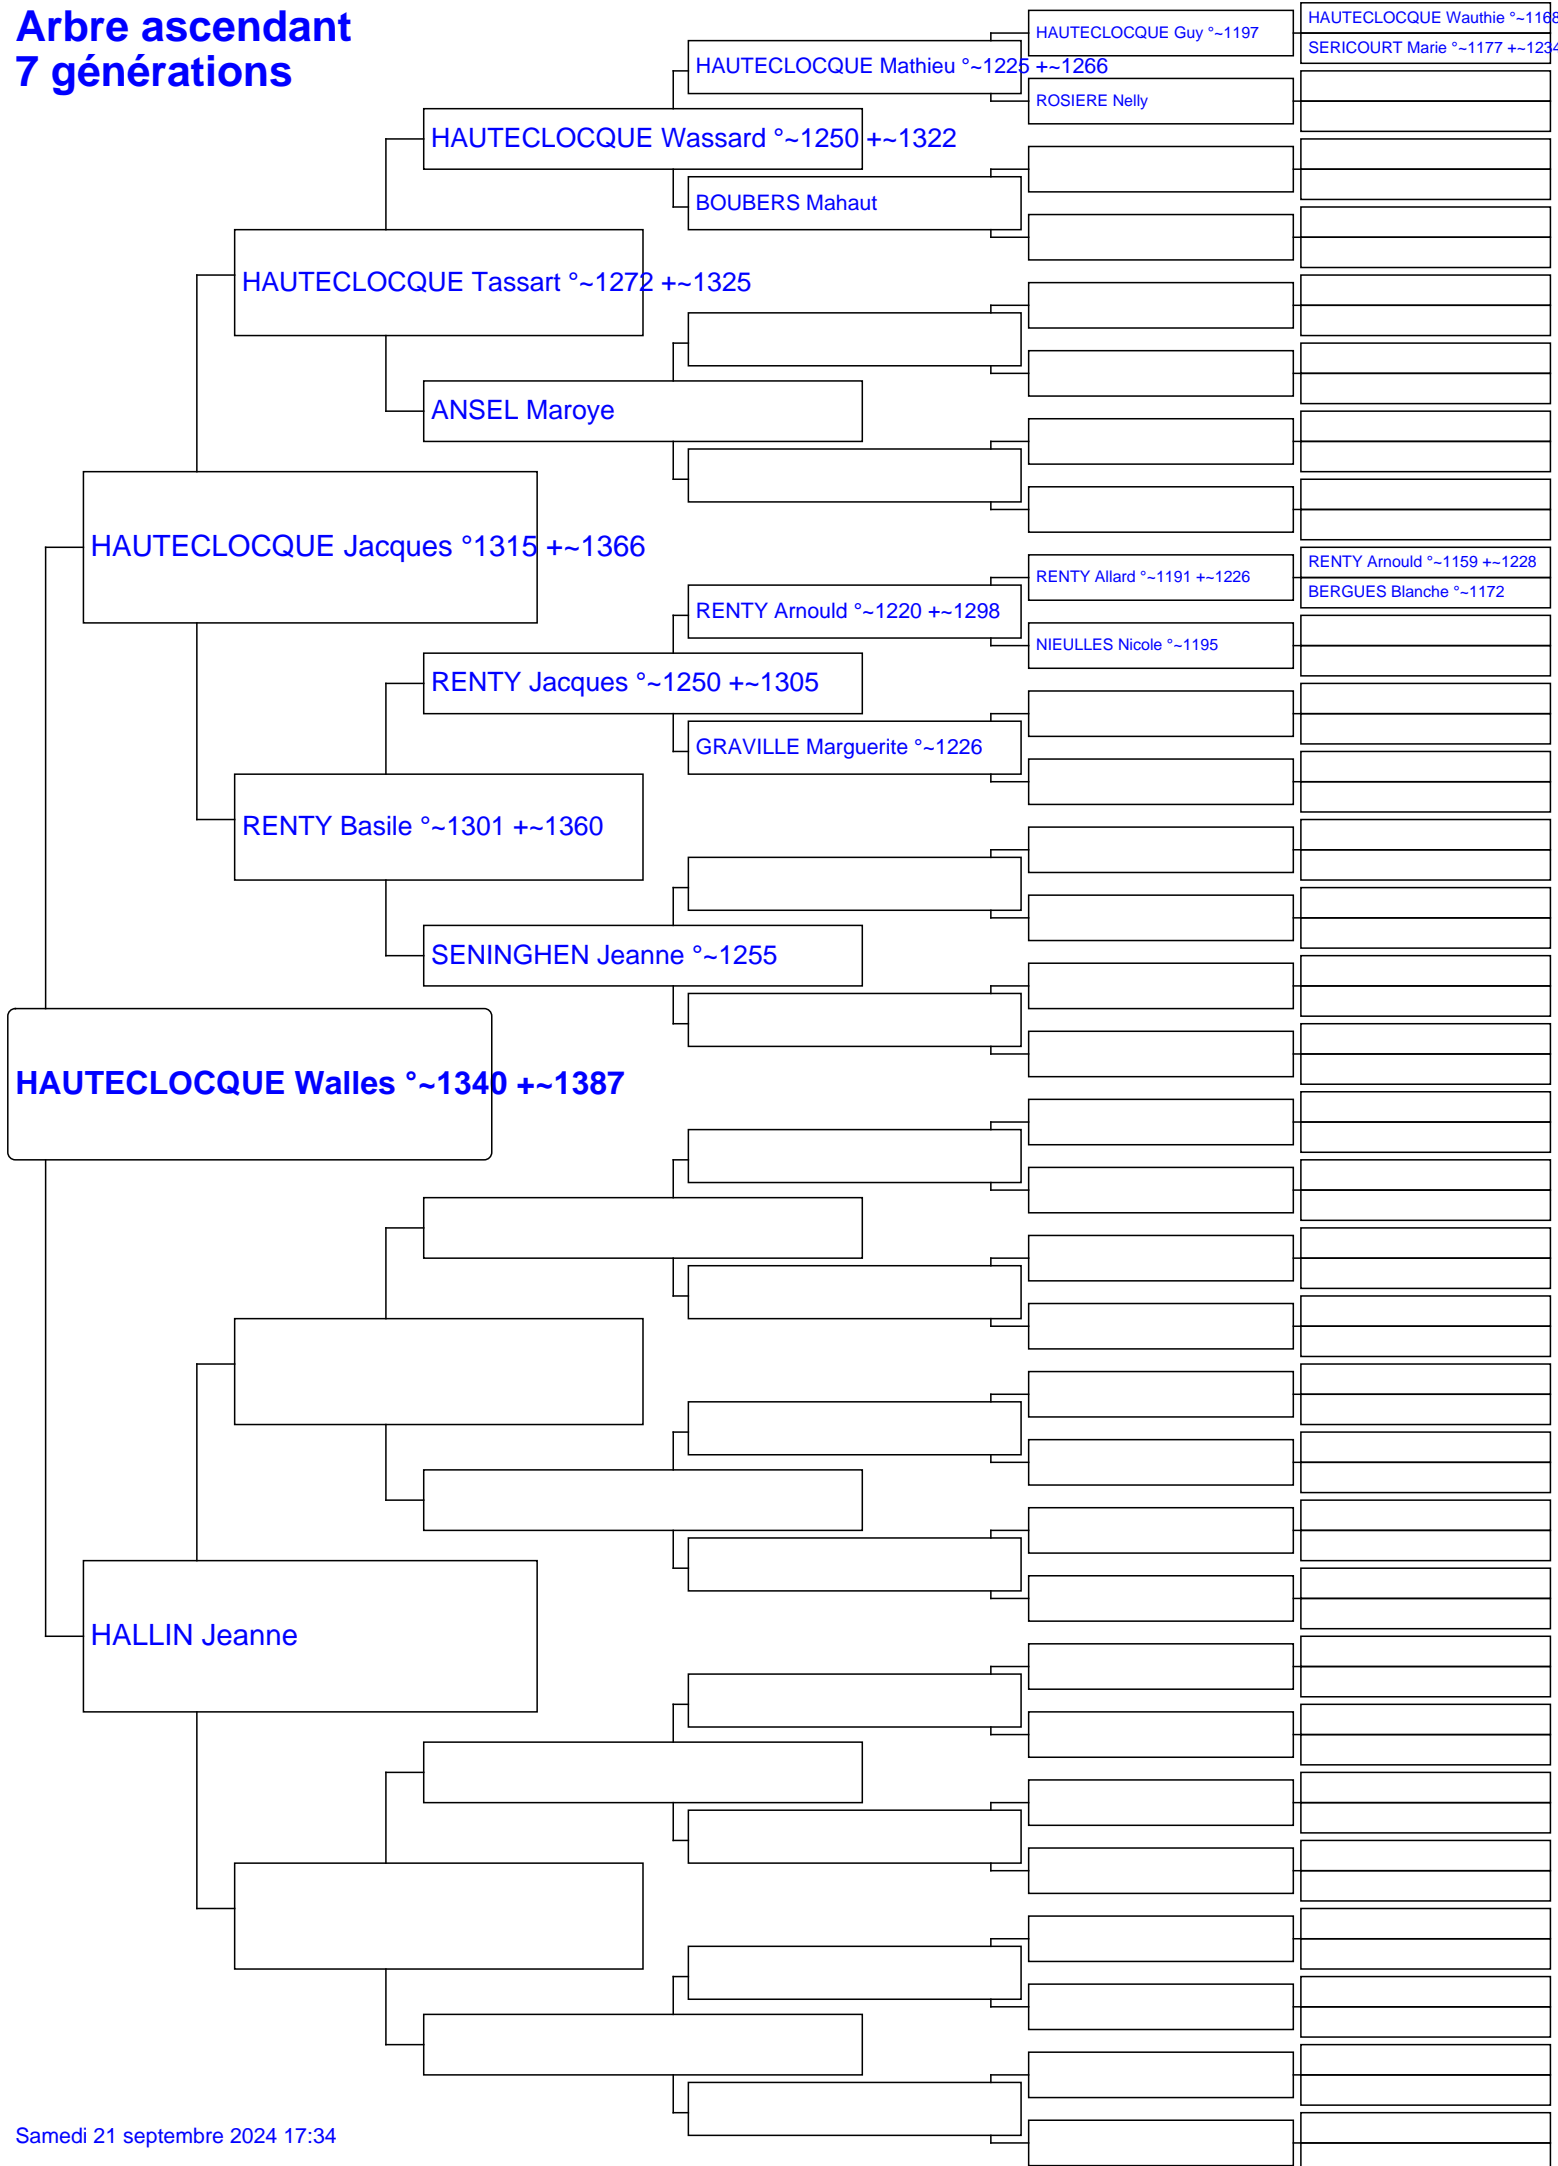 Arbre ascendant
7 générations
HAUTECLOCQUE Guy °~1197
HAUTECLOCQUE Wauthie °~1168
SERICOURT Marie °~1177 +~1234
HAUTECLOCQUE Mathieu °~1225 +~1266
ROSIERE Nelly
HAUTECLOCQUE Wassard °~1250 +~1322
BOUBERS Mahaut
HAUTECLOCQUE Tassart °~1272 +~1325
ANSEL Maroye
HAUTECLOCQUE Jacques °1315 +~1366
RENTY Arnould °~1159 +~1228
RENTY Allard °~1191 +~1226
BERGUES Blanche °~1172
RENTY Arnould °~1220 +~1298
NIEULLES Nicole °~1195
RENTY Jacques °~1250 +~1305
GRAVILLE Marguerite °~1226
RENTY Basile °~1301 +~1360
SENINGHEN Jeanne °~1255
HAUTECLOCQUE Walles °~1340 +~1387
HALLIN Jeanne
Samedi 21 septembre 2024 17:34